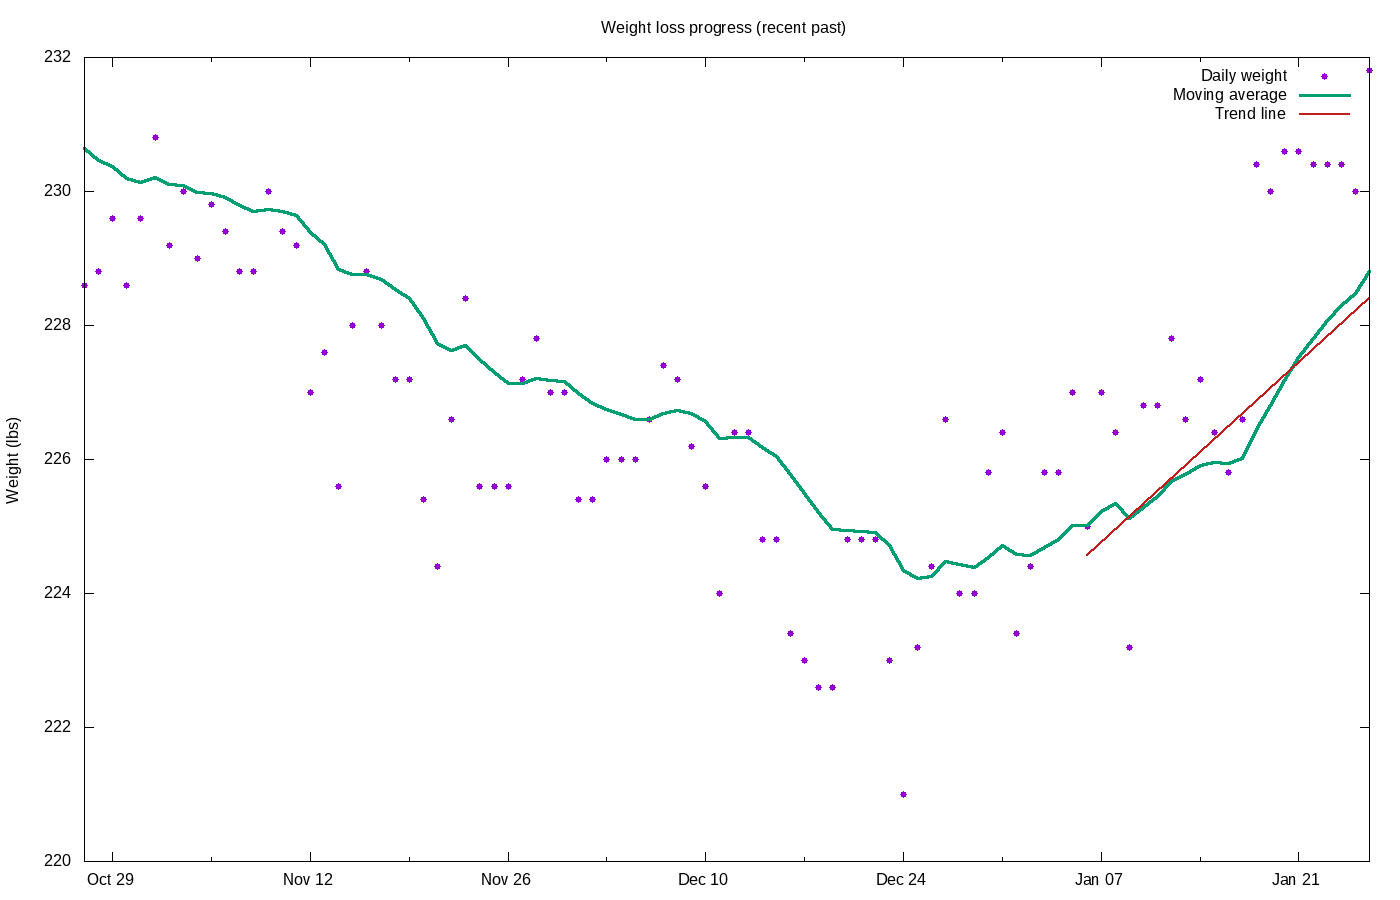 Weight loss progress (recent past)
232
230
228
226
224
222
220
Weight (lbs)
Daily weight
Moving average
Trend line
Oct 29
Nov 12
Nov 26
Dec 10
Dec 24
Jan 07
Jan 21